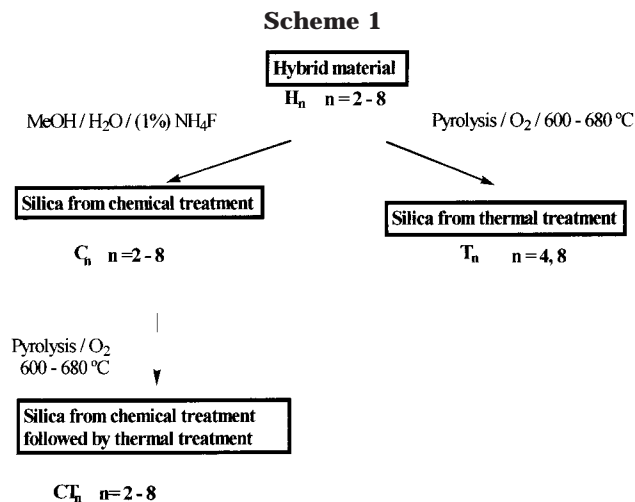 Scheme 1
Hybrid material
Hₙ n = 2 - 8
MeOH / H₂O / (1%) NH₄F
Pyrolysis / O₂ / 600 - 680 ºC
Silica from chemical treatment
Silica from thermal treatment
Cₙ n =2 - 8
Tₙ n = 4, 8
Pyrolysis / O₂
600 - 680 ºC
Silica from chemical treatment
followed by thermal treatment
CTₙ n= 2 - 8